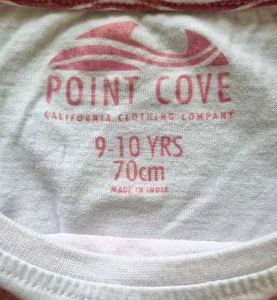 POINT COVE
CALIFORNIA CLOTHING COMPANY
9-10 YRS
70cm
MADE IN INDIA